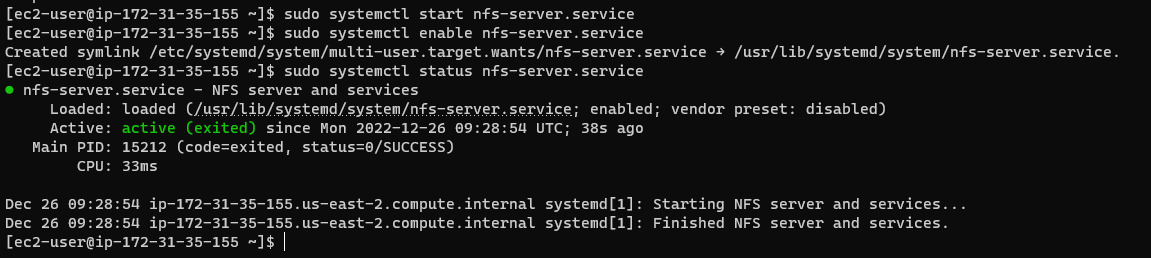 [ec2-user@ip-172-31-35-155 ~]$ sudo systemctl start nfs-server.service
[ec2-user@ip-172-31-35-155 ~]$ sudo systemctl enable nfs-server.service
Created symlink /etc/systemd/system/multi-user.target.wants/nfs-server.service → /usr/lib/systemd/system/nfs-server.service.
[ec2-user@ip-172-31-35-155 ~]$ sudo systemctl status nfs-server.service
● nfs-server.service - NFS server and services
     Loaded: loaded (/usr/lib/systemd/system/nfs-server.service; enabled; vendor preset: disabled)
     Active: active (exited) since Mon 2022-12-26 09:28:54 UTC; 38s ago
   Main PID: 15212 (code=exited, status=0/SUCCESS)
        CPU: 33ms

Dec 26 09:28:54 ip-172-31-35-155.us-east-2.compute.internal systemd[1]: Starting NFS server and services...
Dec 26 09:28:54 ip-172-31-35-155.us-east-2.compute.internal systemd[1]: Finished NFS server and services.
[ec2-user@ip-172-31-35-155 ~]$